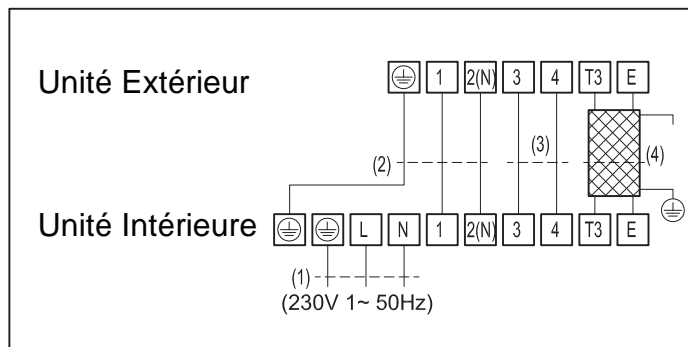 Unité Extérieur
1 2(N) 3 4 T3 E
(2) (3) (4)
Unité Intérieure
L N 1 2(N) 3 4 T3 E
(1)
(230V 1~ 50Hz)